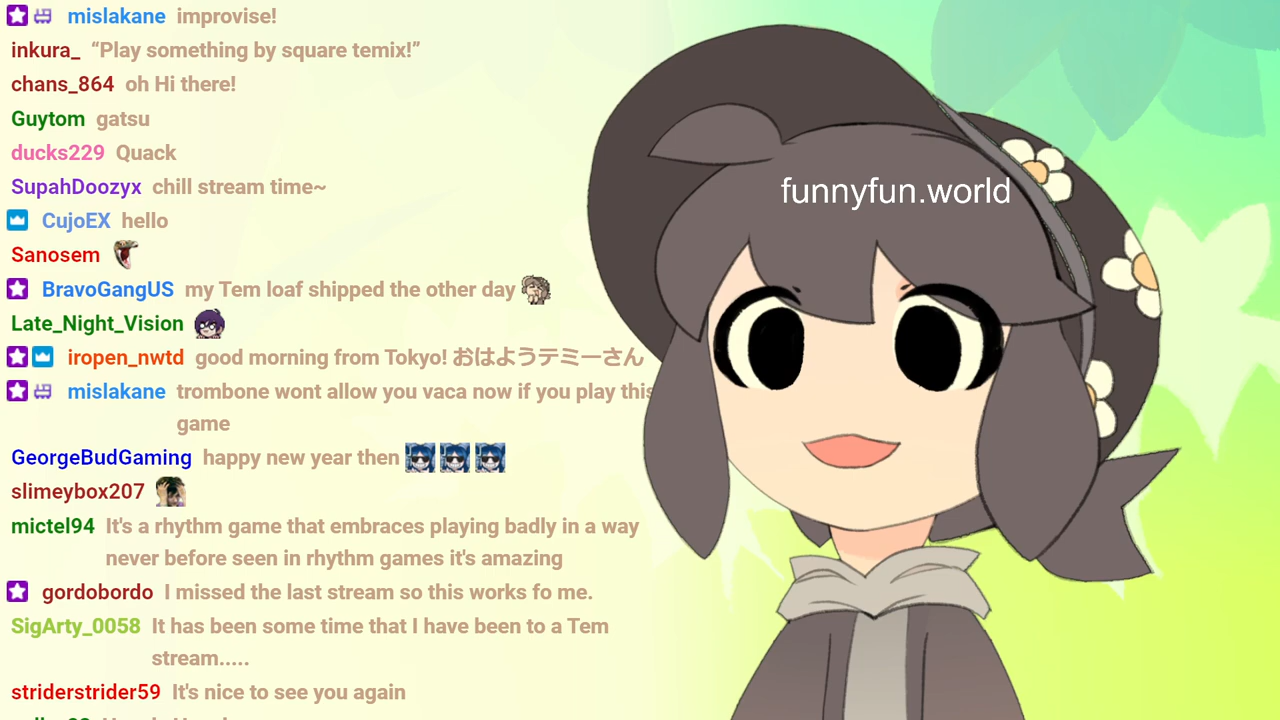 mislakane improvise!
inkura_ “Play something by square temix!”
chans_864 oh Hi there!
Guytom gatsu
ducks229 Quack
SupahDoozyx chill stream time~
CujoEX hello
Sanosem
BravoGangUS my Tem loaf shipped the other day
Late_Night_Vision
iropen_nwtd good morning from Tokyo! おはようテミーさん
mislakane trombone wont allow you vaca now if you play this
game
GeorgeBudGaming happy new year then
slimeybox207
mictel94 It's a rhythm game that embraces playing badly in a way
never before seen in rhythm games it's amazing
gordobordo I missed the last stream so this works fo me.
SigArty_0058 It has been some time that I have been to a Tem
stream.....
striderstrider59 It's nice to see you again
funnyfun.world